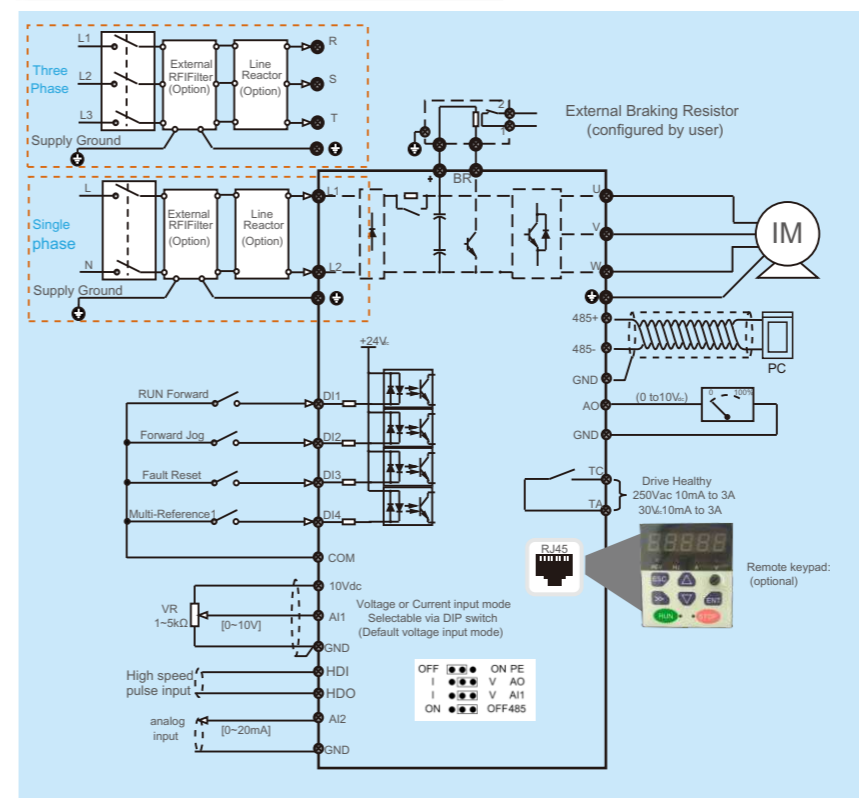 L1
L2
L3
Three
Phase
External
RFIFilter
(Option)
Line
Reactor
(Option)
R
S
T
Supply Ground
L
N
Single
phase
External
RFIFilter
(Option)
Line
Reactor
(Option)
Supply Ground
L1
L2
2
1
External Braking Resistor
(configured by user)
+
BR
U
V
W
IM
485+
485-
GND
PC
AO
(0 to10Vdc)
0
100%
GND
TC
TA
Drive Healthy
250Vac 10mA to 3A
30Vdc10mA to 3A
+24Vdc
RUN Forward
DI1
Forward Jog
DI2
Fault Reset
DI3
Multi-Reference1
DI4
COM
10Vdc
VR
1~5kΩ
[0~10V]
AI1
GND
Voltage or Current input mode
Selectable via DIP switch
(Default voltage input mode)
High speed
pulse input
HDI
HDO
analog
input
[0~20mA]
AI2
GND
OFF ON PE
I V AO
I V AI1
ON OFF485
RJ45
88888
ESC
>>
ENT
RUN
STOP
Remote keypad:
(optional)